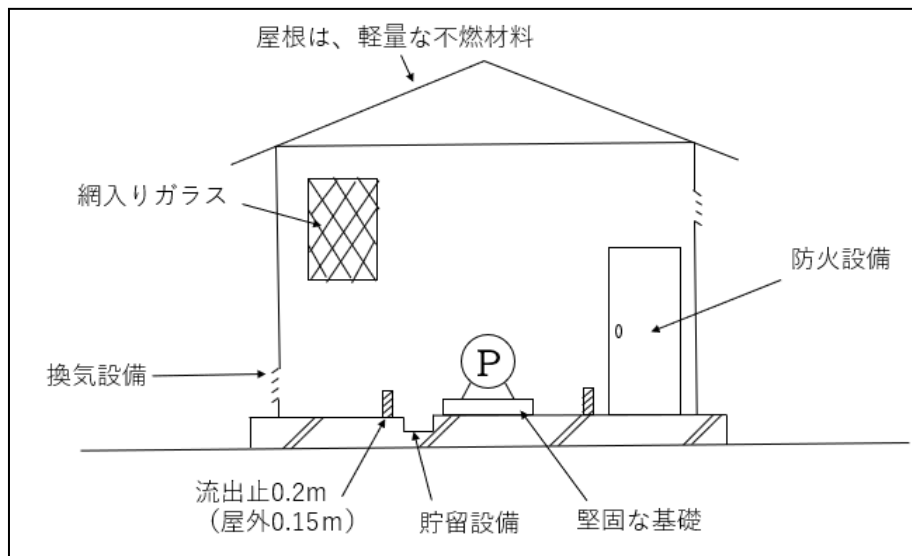 屋根は、軽量な不燃材料
網入りガラス
防火設備
換気設備
P
流出止0.2m
（屋外0.15m）
貯留設備
堅固な基礎